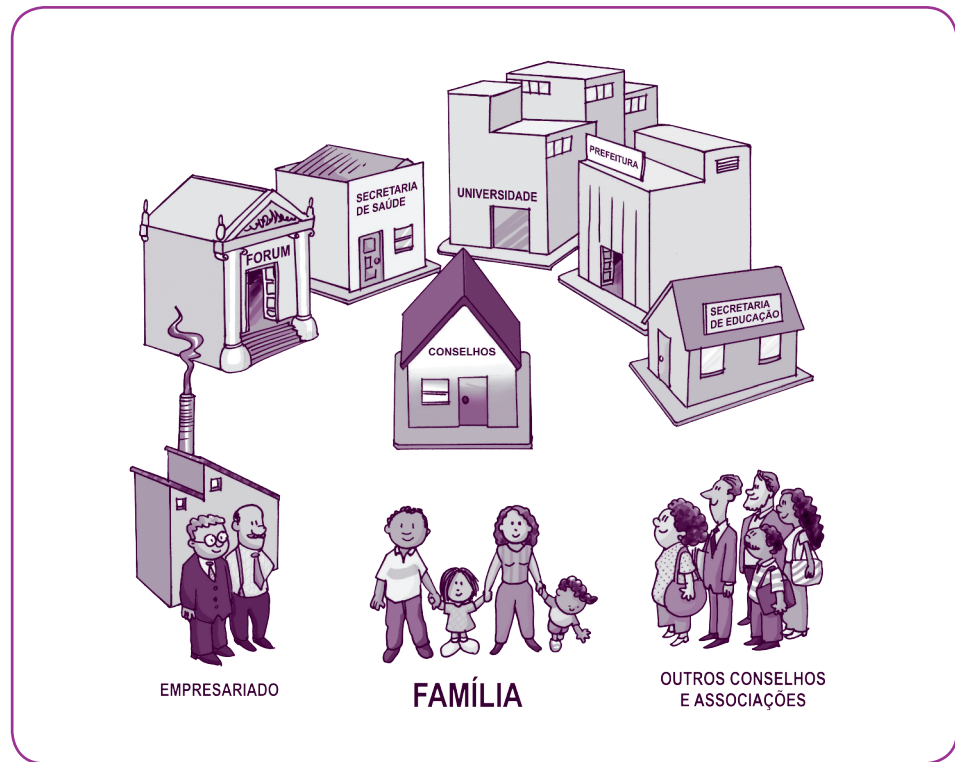 PREFEITURA
SECRETARIA
DE SAÚDE
UNIVERSIDADE
FORUM
SECRETARIA
DE EDUCAÇÃO
CONSELHOS
EMPRESARIADO
FAMÍLIA
OUTROS CONSELHOS
E ASSOCIAÇÕES